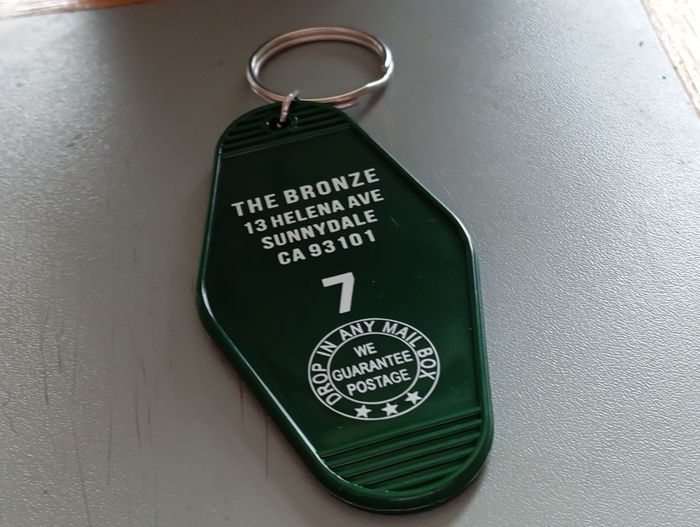 THE BRONZE
13 HELENA AVE
SUNNYDALE
CA 93101
7
DROP IN ANY MAIL BOX
WE
GUARANTEE
POSTAGE